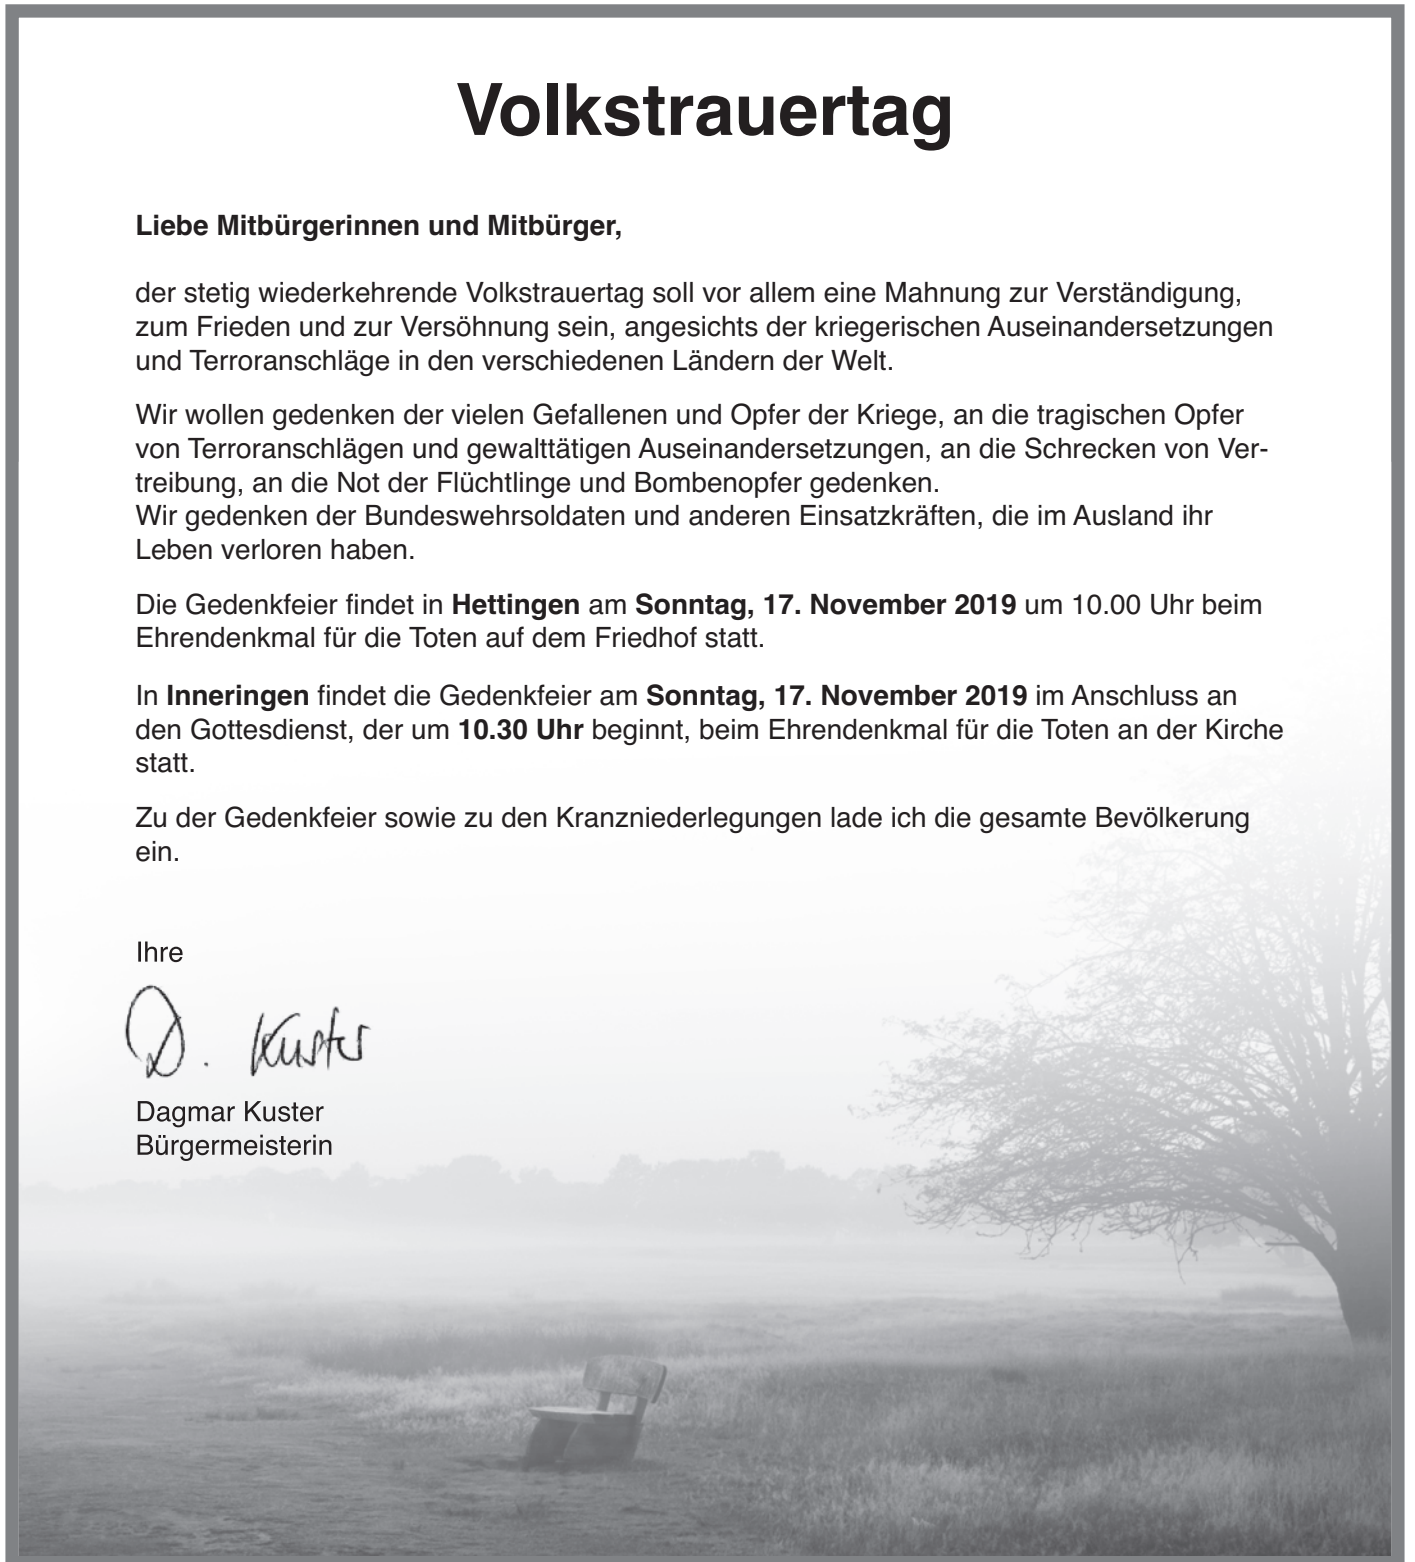 Volkstrauertag
Liebe Mitbürgerinnen und Mitbürger,
der stetig wiederkehrende Volkstrauertag soll vor allem eine Mahnung zur Verständigung,
zum Frieden und zur Versöhnung sein, angesichts der kriegerischen Auseinandersetzungen
und Terroranschläge in den verschiedenen Ländern der Welt.
Wir wollen gedenken der vielen Gefallenen und Opfer der Kriege, an die tragischen Opfer
von Terroranschlägen und gewalttätigen Auseinandersetzungen, an die Schrecken von Ver-
treibung, an die Not der Flüchtlinge und Bombenopfer gedenken.
Wir gedenken der Bundeswehrsoldaten und anderen Einsatzkräften, die im Ausland ihr
Leben verloren haben.
Die Gedenkfeier findet in Hettingen am Sonntag, 17. November 2019 um 10.00 Uhr beim
Ehrendenkmal für die Toten auf dem Friedhof statt.
In Inneringen findet die Gedenkfeier am Sonntag, 17. November 2019 im Anschluss an
den Gottesdienst, der um 10.30 Uhr beginnt, beim Ehrendenkmal für die Toten an der Kirche
statt.
Zu der Gedenkfeier sowie zu den Kranzniederlegungen lade ich die gesamte Bevölkerung
ein.
Ihre
D. Kuster
Dagmar Kuster
Bürgermeisterin